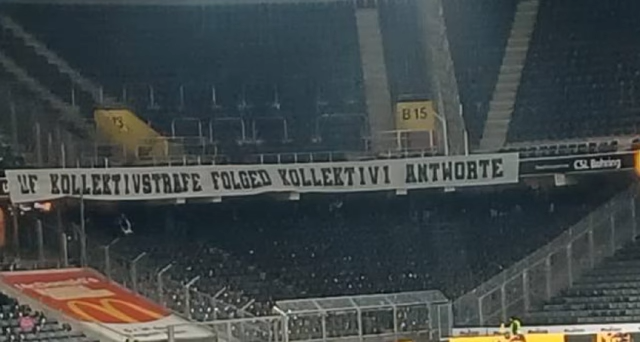 B15
UF KOLLEKTIVSTRAFE FOLGED KOLLEKTIVI ANTWORTE
CSL Behring